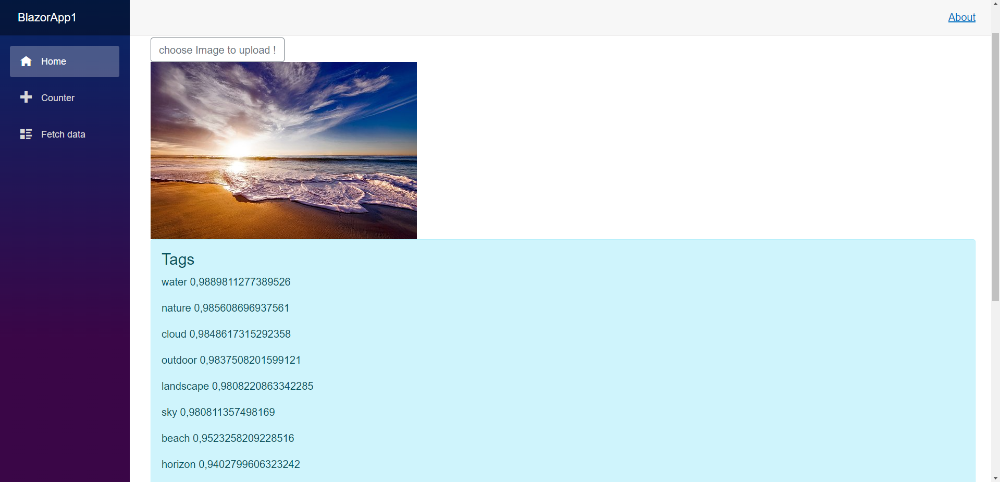 BlazorApp1
About
Home
Counter
Fetch data
choose Image to upload !
Tags
water 0,9889811277389526
nature 0,985608696937561
cloud 0,9848617315292358
outdoor 0,9837508201599121
landscape 0,9808220863342285
sky 0,980811357498169
beach 0,9523258209228516
horizon 0,9402799606323242